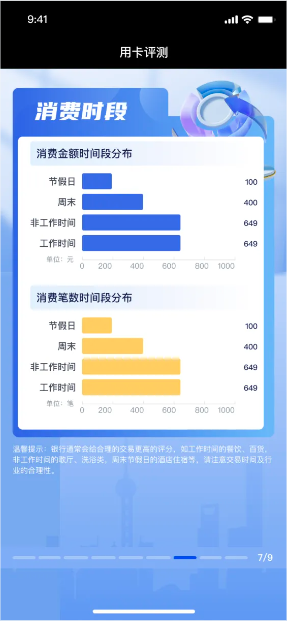 9:41
用卡评测
消费时段
消费金额时间段分布
节假日 100
周末 400
非工作时间 649
工作时间 649
单位：元 0 200 400 600 800 1000
消费笔数时间段分布
节假日 100
周末 400
非工作时间 649
工作时间 649
单位：笔 0 200 400 600 800 1000
温馨提示：银行通常会给合理的交易更高的评分，如工作时间的餐饮、百货，
非工作时间的歌厅、洗浴类，周末节假日的酒店住宿等，请注意交易时间及行
业的合理性。
7/9